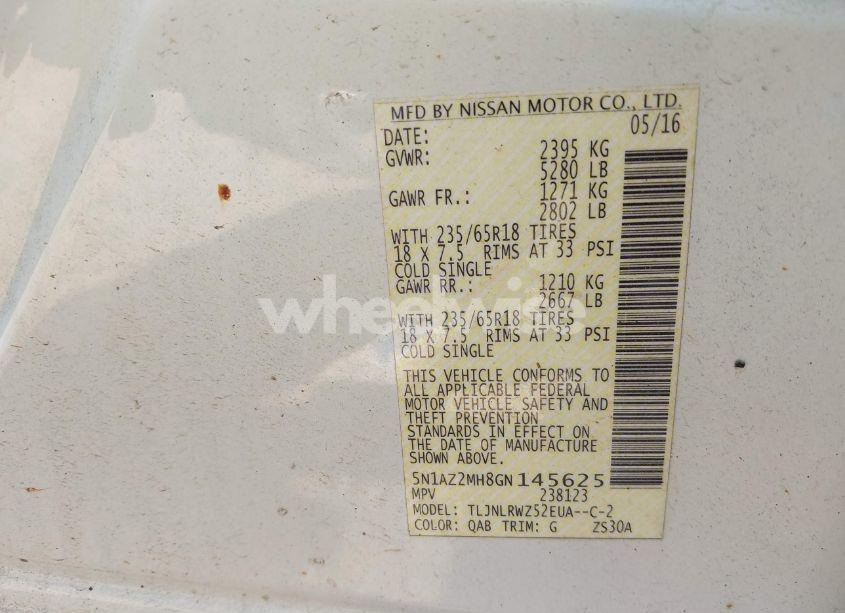 MFD BY NISSAN MOTOR CO., LTD.
DATE: 05/16
GVWR: 2395 KG
5280 LB
GAWR FR.: 1271 KG
2802 LB
WITH 235/65R18 TIRES
18 X 7.5 RIMS AT 33 PSI
COLD SINGLE
GAWR RR.: 1210 KG
2667 LB
WITH 235/65R18 TIRES
18 X 7.5 RIMS AT 33 PSI
COLD SINGLE
THIS VEHICLE CONFORMS TO
ALL APPLICABLE FEDERAL
MOTOR VEHICLE SAFETY AND
THEFT PREVENTION
STANDARDS IN EFFECT ON
THE DATE OF MANUFACTURE
SHOWN ABOVE.
5N1AZ2MH8GN145625
MPV 238123
MODEL: TLJNLRWZ52EUA--C-2
COLOR: QAB TRIM: G ZS30A
wheelwise